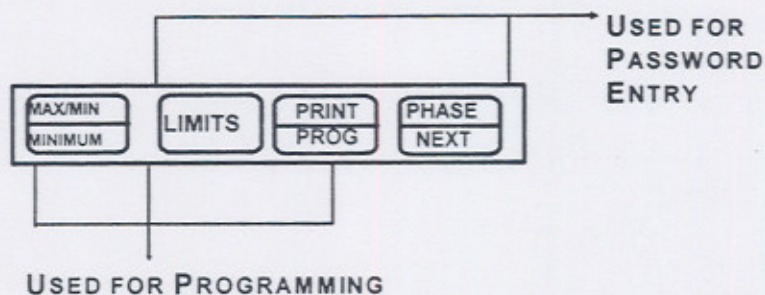 USED FOR
PASSWORD
ENTRY
MAX/MIN
MINIMUM
LIMITS
PRINT
PROG
PHASE
NEXT
USED FOR PROGRAMMING